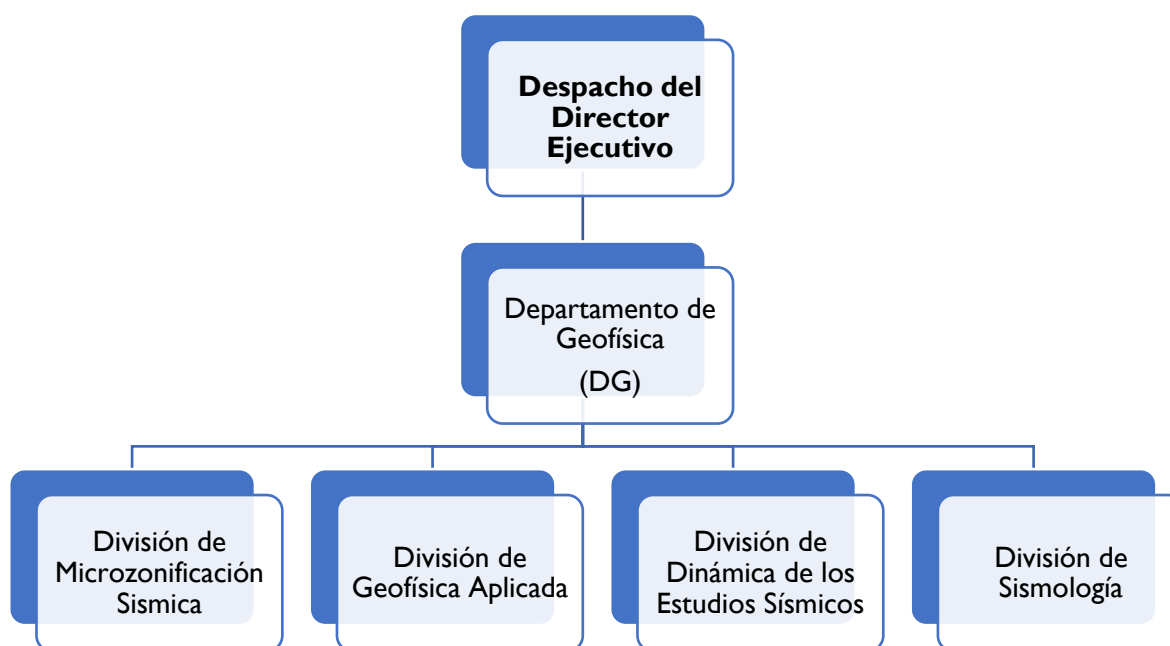 Despacho del
Director
Ejecutivo
Departamento de
Geofísica
(DG)
División de
Microzonificación
Sismica
División de
Geofísica Aplicada
División de
Dinámica de los
Estudios Sísmicos
División de
Sismología